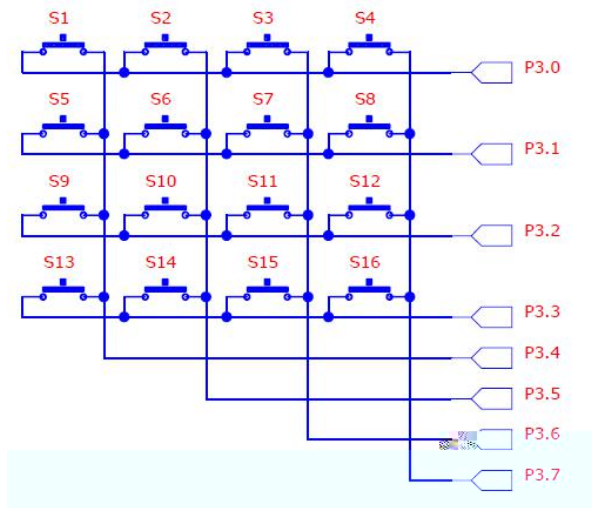 S1 S2 S3 S4
P3.0
S5 S6 S7 S8
P3.1
S9 S10 S11 S12
P3.2
S13 S14 S15 S16
P3.3
P3.4
P3.5
P3.6
P3.7